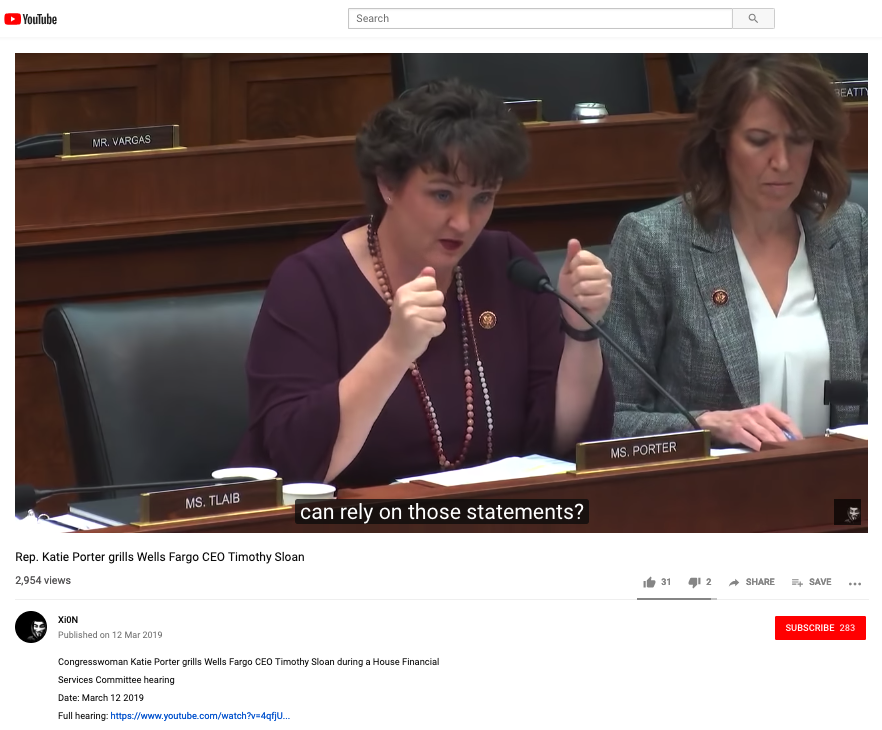 YouTube
Search
BEATTY
MR. VARGAS
MS. PORTER
MS. TLAIB
can rely on those statements?
Rep. Katie Porter grills Wells Fargo CEO Timothy Sloan
2,954 views
31 2 SHARE SAVE
Xi0N
Published on 12 Mar 2019
SUBSCRIBE 283
Congresswoman Katie Porter grills Wells Fargo CEO Timothy Sloan during a House Financial
Services Committee hearing
Date: March 12 2019
Full hearing: https://www.youtube.com/watch?v=4qfjU...